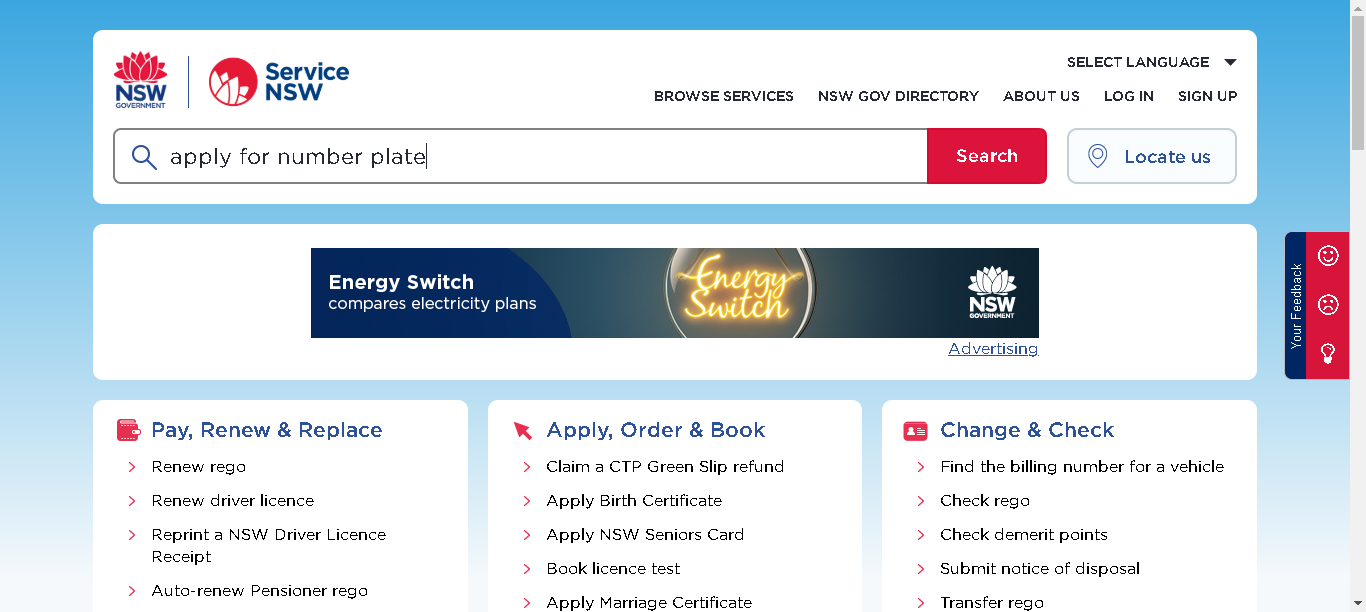 NSW
GOVERNMENT
Service
NSW
SELECT LANGUAGE
BROWSE SERVICES NSW GOV DIRECTORY ABOUT US LOG IN SIGN UP
apply for number plate
Search
Locate us
Energy Switch
compares electricity plans
Energy
Switch
NSW
GOVERNMENT
Advertising
Your Feedback
Pay, Renew & Replace
Renew rego
Renew driver licence
Reprint a NSW Driver Licence
Receipt
Auto-renew Pensioner rego
Apply, Order & Book
Claim a CTP Green Slip refund
Apply Birth Certificate
Apply NSW Seniors Card
Book licence test
Apply Marriage Certificate
Change & Check
Find the billing number for a vehicle
Check rego
Check demerit points
Submit notice of disposal
Transfer rego